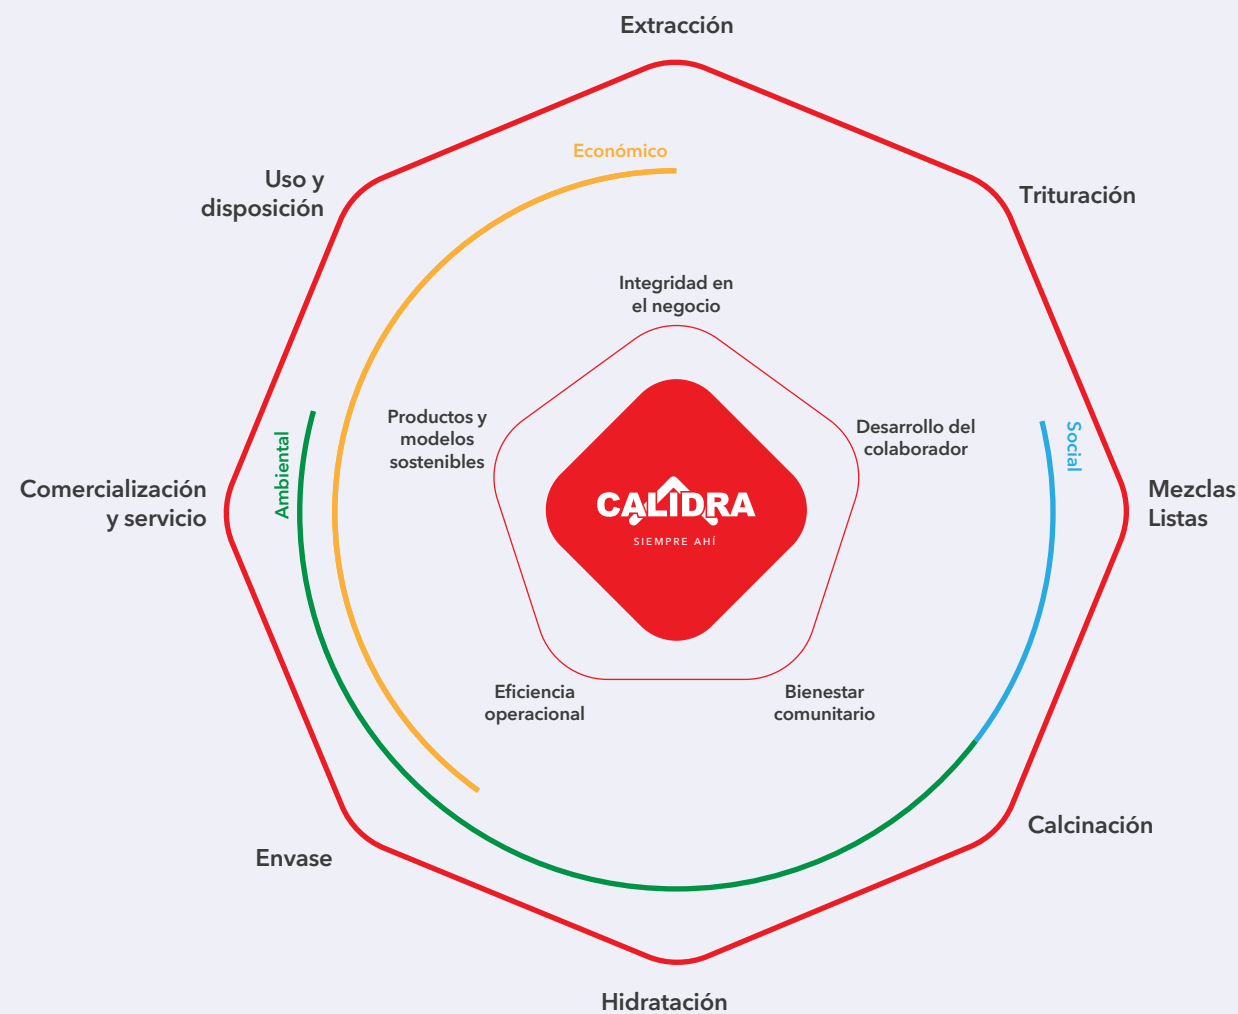 Extracción
Económico
Uso y
disposición
Trituración
Integridad en
el negocio
Productos y
modelos
sostenibles
Desarrollo del
colaborador
Social
Ambiental
Comercialización
y servicio
CALIDRA
SIEMPRE AHÍ
Mezclas
Listas
Eficiencia
operacional
Bienestar
comunitario
Calcinación
Envase
Hidratación